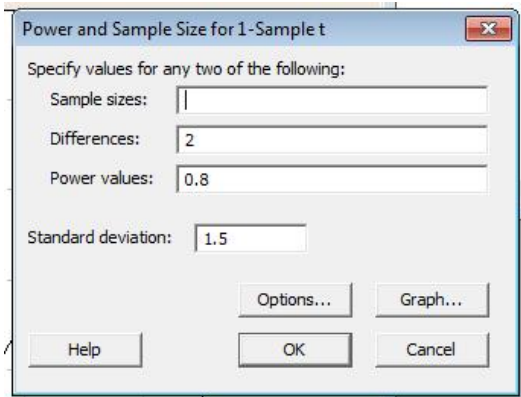 Power and Sample Size for 1-Sample t
Specify values for any two of the following:
Sample sizes:
Differences: 2
Power values: 0.8
Standard deviation: 1.5
Options... Graph...
Help OK Cancel